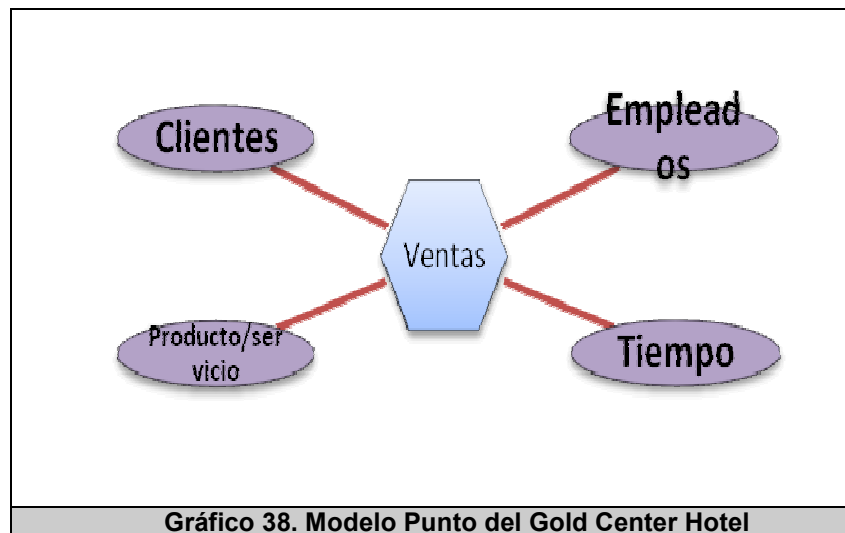 Clientes
Emplead
os
Ventas
Producto/ser
vicio
Tiempo
Gráfico 38. Modelo Punto del Gold Center Hotel